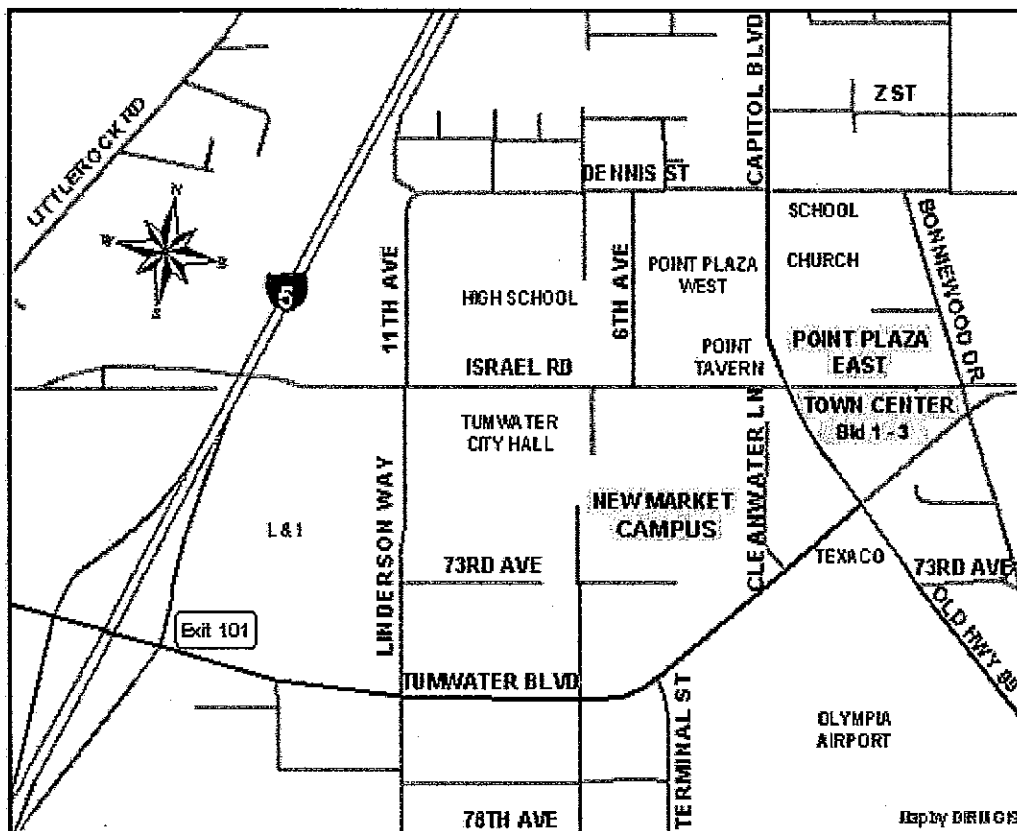 CAPITOL BLVD
Z ST
LITTLEROCK RD
DENNIS ST
N
SCHOOL
BONNIEWOOD DR
POINT PLAZA
WEST
CHURCH
5
11TH AVE
HIGH SCHOOL
6TH AVE
POINT
TAVERN
POINT PLAZA
EAST
ISRAEL RD
TOWN CENTER
Bld 1 - 3
TUMWATER
CITY HALL
CLEANWATER LN
LINDERSON WAY
NEW MARKET
CAMPUS
L & I
73RD AVE
TEXACO
73RD AVE
OLD HWY 99
Exit 101
TUMWATER BLVD
TERMINAL ST
OLYMPIA
AIRPORT
78TH AVE
Map by